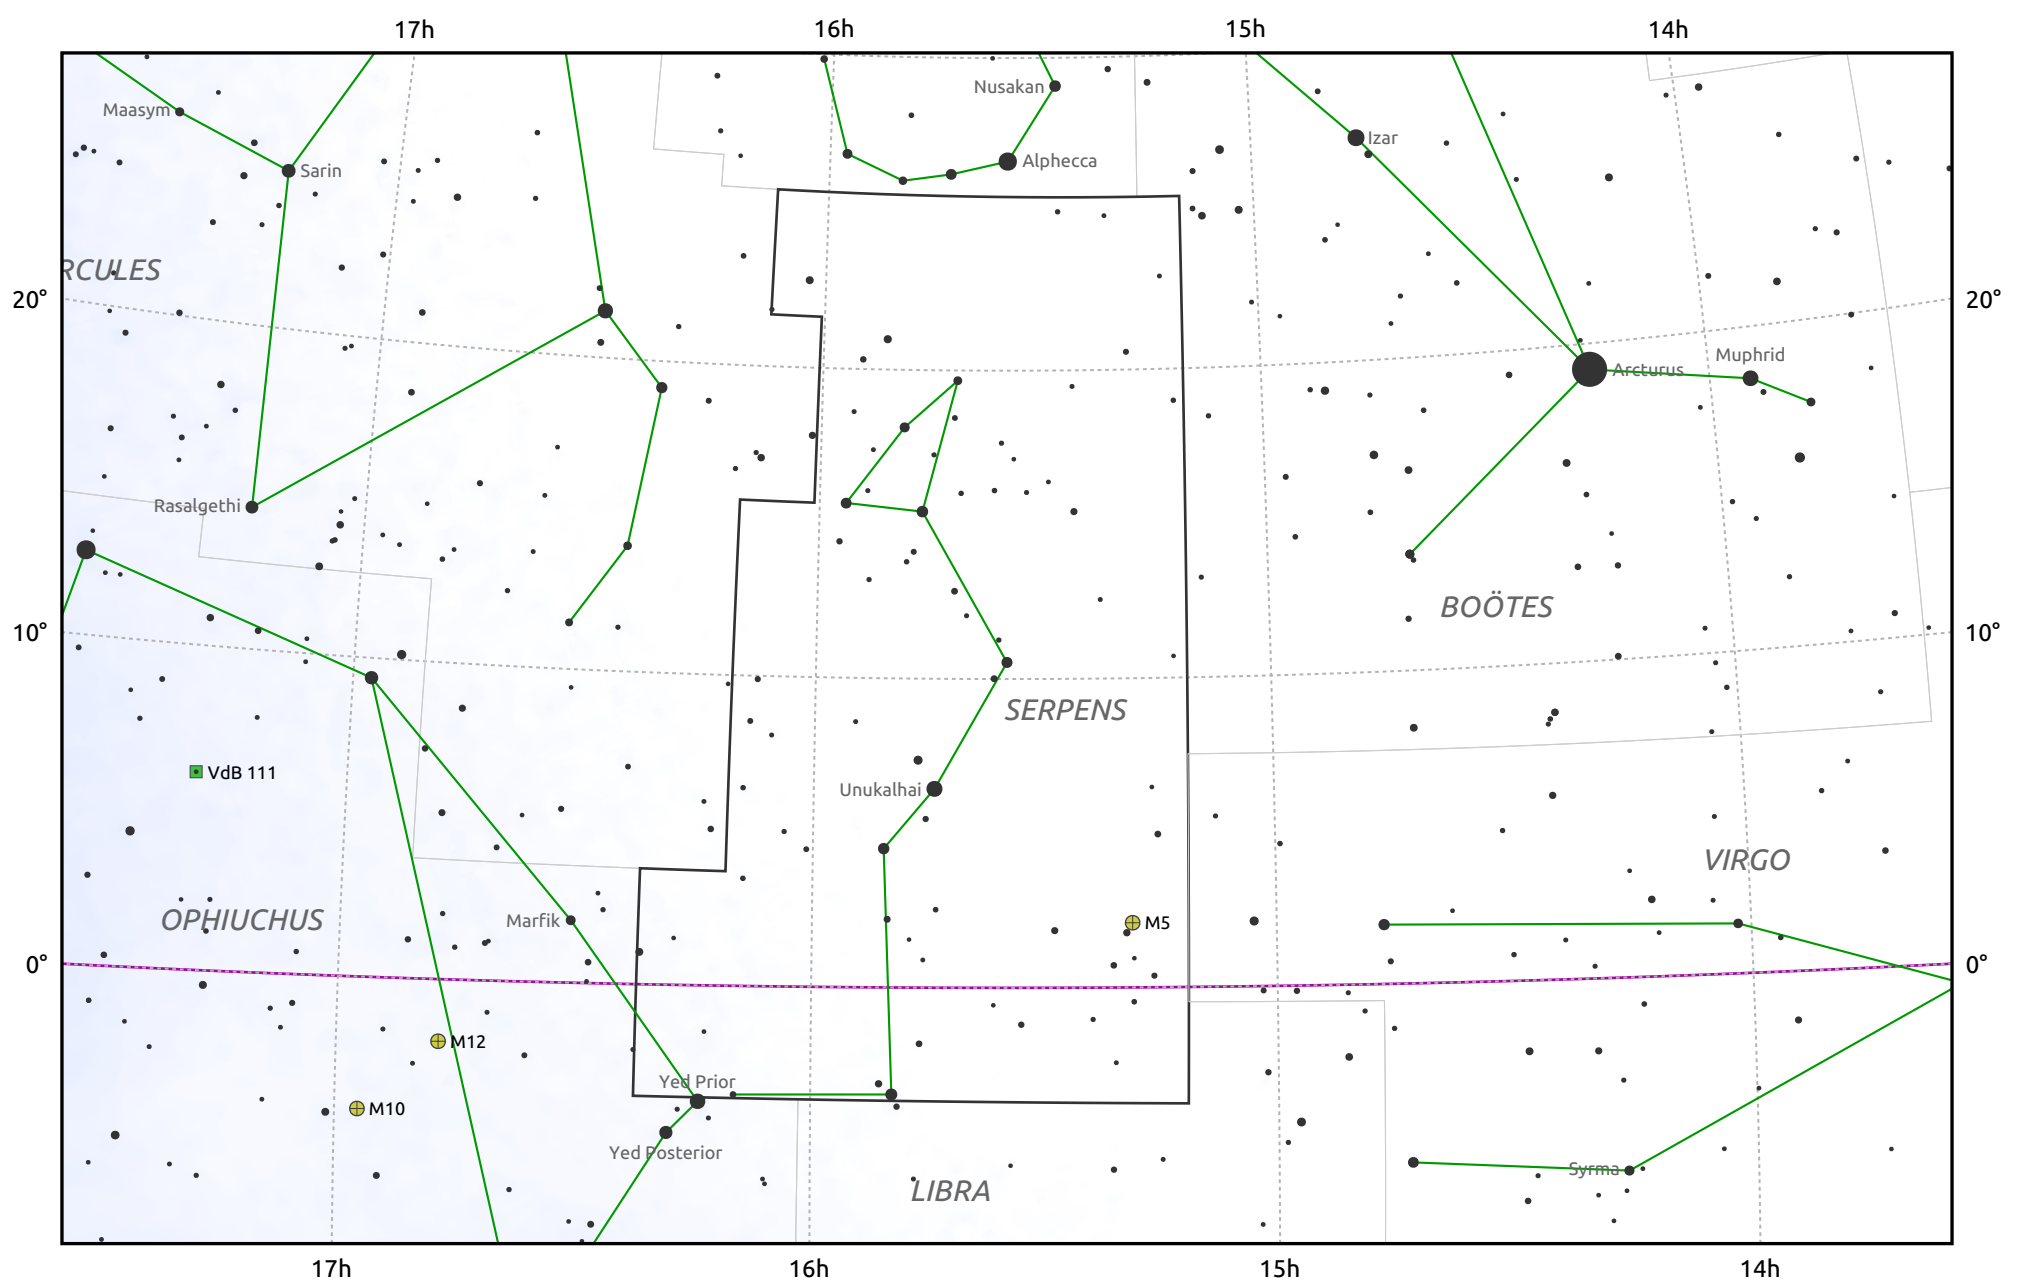 17h
16h
15h
14h
Nusakan
Maasym
Izar
Alphecca
Sarin
RCULES
20°
20°
Muphrid
Arcturus
Rasalgethi
BOÖTES
10°
10°
SERPENS
VdB 111
Unukalhai
VIRGO
OPHIUCHUS
Marfik
M5
0°
0°
M12
Yed Prior
M10
Yed Posterior
Syrma
LIBRA
17h
16h
15h
14h